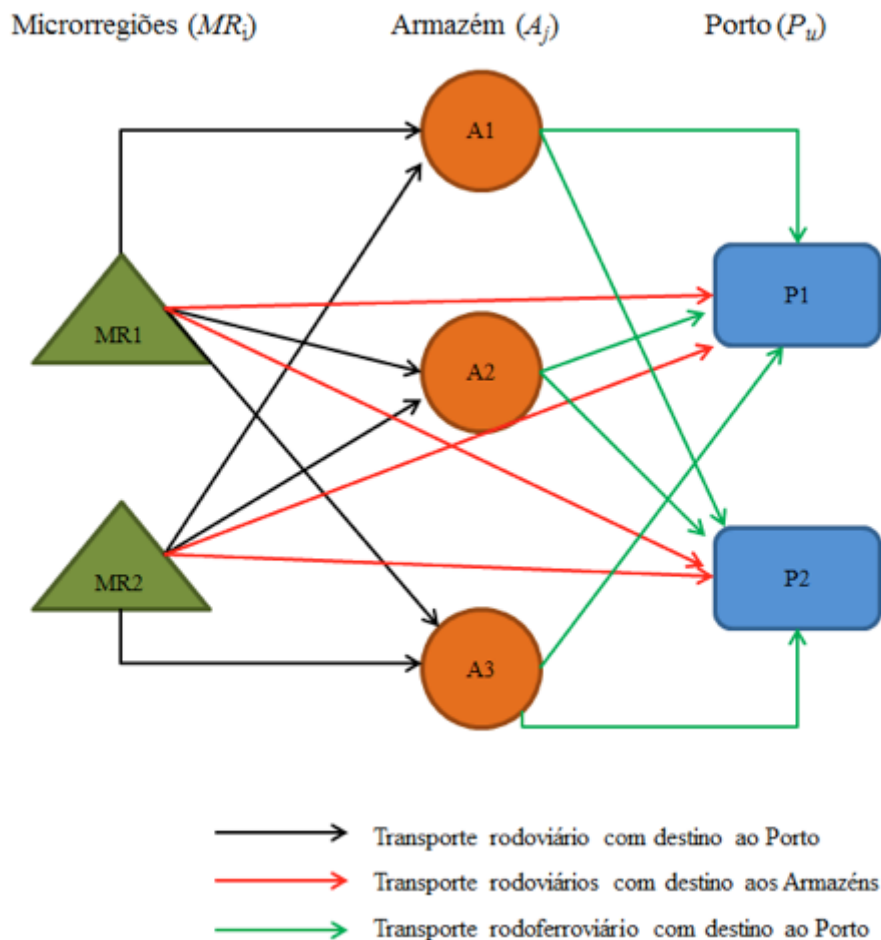 Microrregiões (MRi) Armazém (Aj) Porto (Pu)
A1
P1
MR1
A2
MR2
P2
A3
Transporte rodoviário com destino ao Porto
Transporte rodoviários com destino aos Armazéns
Transporte rodoferroviário com destino ao Porto